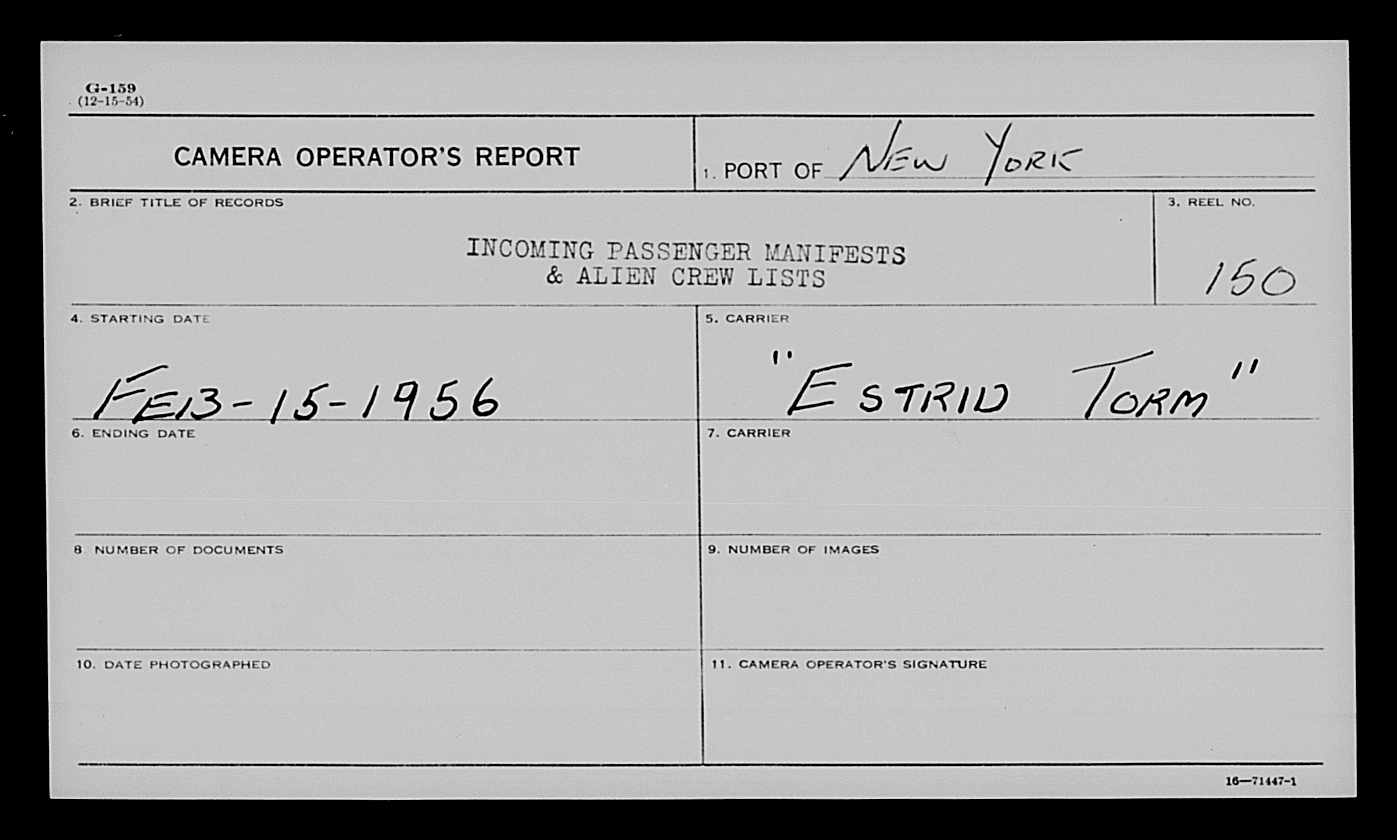 G-159
(12-15-54)
CAMERA OPERATOR'S REPORT
1. PORT OF NEW YORK
2. BRIEF TITLE OF RECORDS
3. REEL NO.
INCOMING PASSENGER MANIFESTS
& ALIEN CREW LISTS
150
4. STARTING DATE
5. CARRIER
FEB-15-1956
"ESTRID TORM"
6. ENDING DATE
7. CARRIER
8 NUMBER OF DOCUMENTS
9. NUMBER OF IMAGES
10. DATE PHOTOGRAPHED
11. CAMERA OPERATOR'S SIGNATURE
16—71447-1